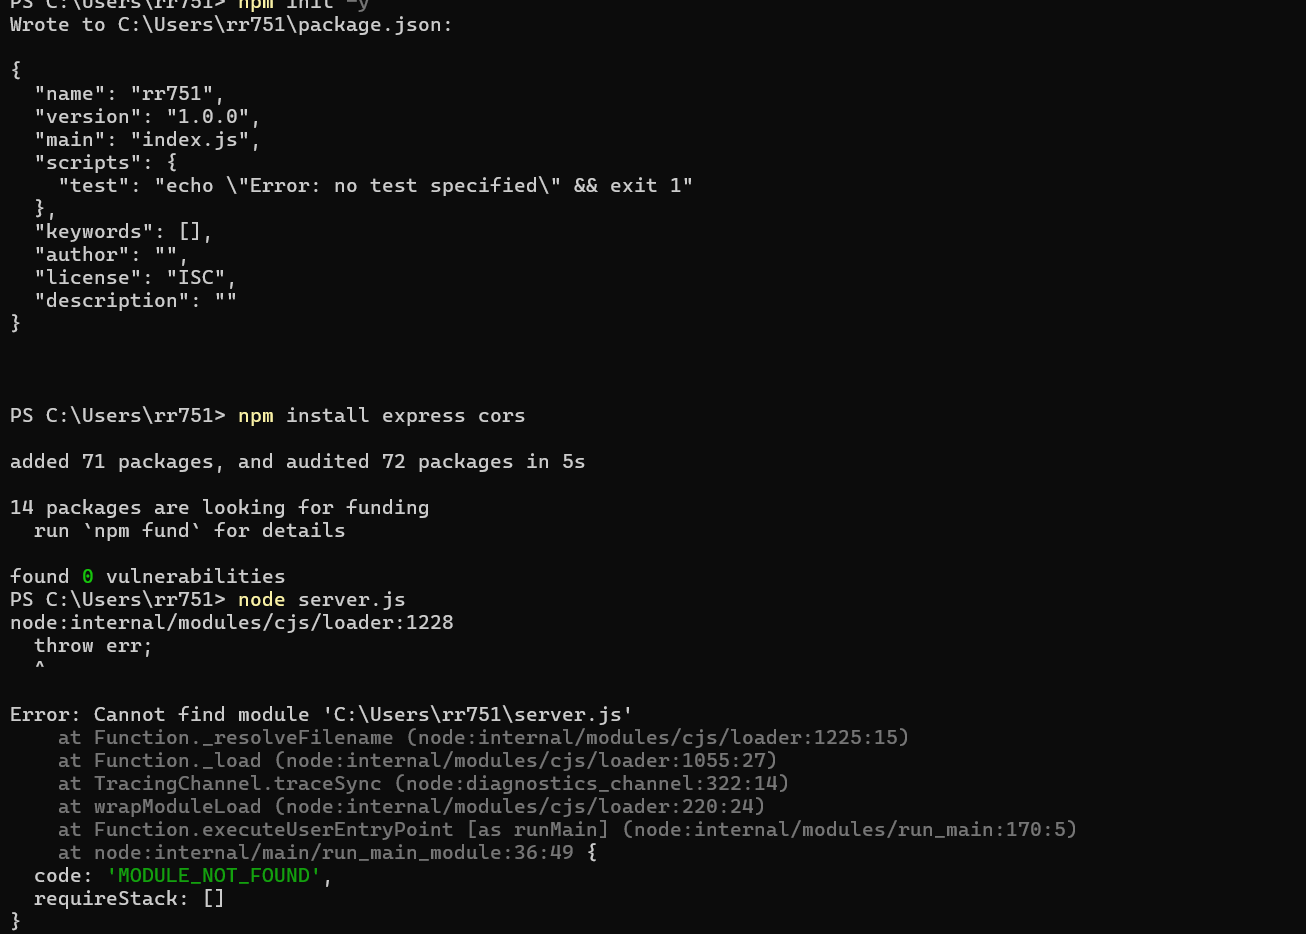 PS C:\Users\rr751> npm init -y
Wrote to C:\Users\rr751\package.json:
{
  "name": "rr751",
  "version": "1.0.0",
  "main": "index.js",
  "scripts": {
    "test": "echo \"Error: no test specified\" && exit 1"
  },
  "keywords": [],
  "author": "",
  "license": "ISC",
  "description": ""
}
PS C:\Users\rr751> npm install express cors
added 71 packages, and audited 72 packages in 5s
14 packages are looking for funding
  run `npm fund` for details
found 0 vulnerabilities
PS C:\Users\rr751> node server.js
node:internal/modules/cjs/loader:1228
  throw err;
  ^
Error: Cannot find module 'C:\Users\rr751\server.js'
    at Function._resolveFilename (node:internal/modules/cjs/loader:1225:15)
    at Function._load (node:internal/modules/cjs/loader:1055:27)
    at TracingChannel.traceSync (node:diagnostics_channel:322:14)
    at wrapModuleLoad (node:internal/modules/cjs/loader:220:24)
    at Function.executeUserEntryPoint [as runMain] (node:internal/modules/run_main:170:5)
    at node:internal/main/run_main_module:36:49 {
  code: 'MODULE_NOT_FOUND',
  requireStack: []
}